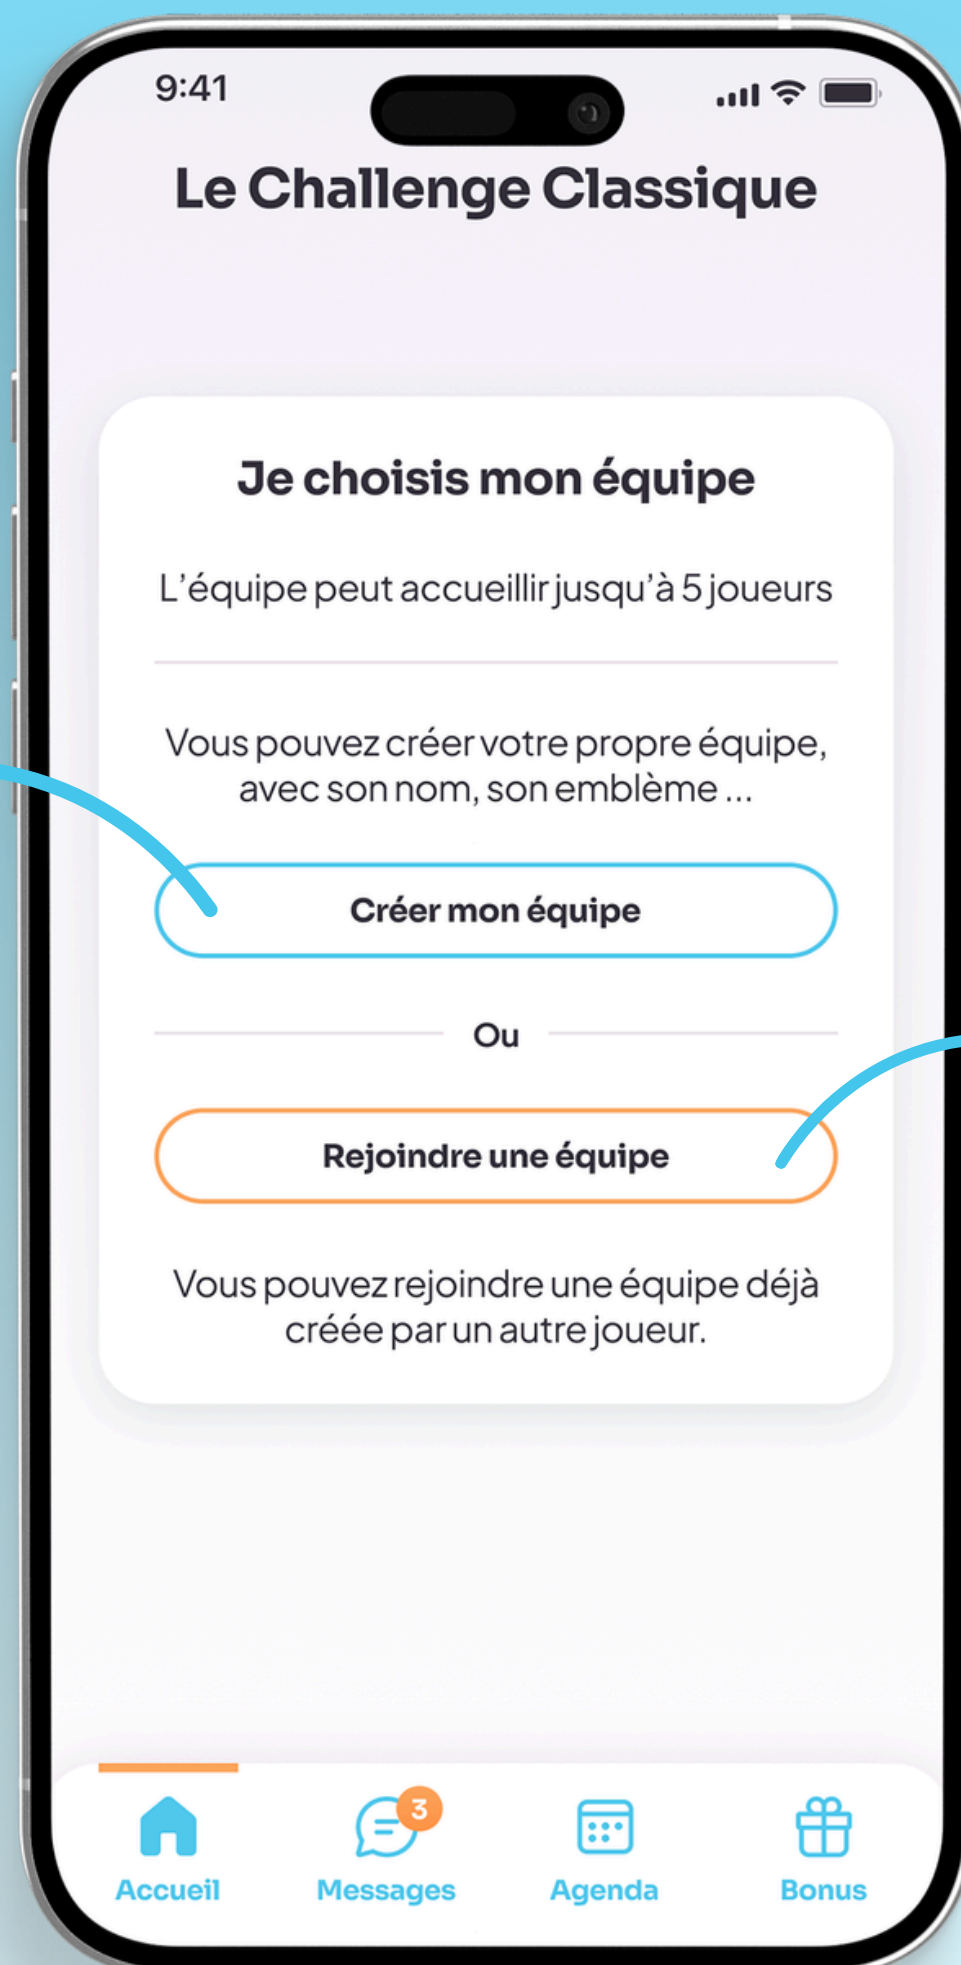 9:41
Le Challenge Classique
Je choisis mon équipe
L'équipe peut accueillir jusqu'à 5 joueurs
Vous pouvez créer votre propre équipe,
avec son nom, son emblème ...
Créer mon équipe
Ou
Rejoindre une équipe
Vous pouvez rejoindre une équipe déjà
créée par un autre joueur.
3
Accueil
Messages
Agenda
Bonus